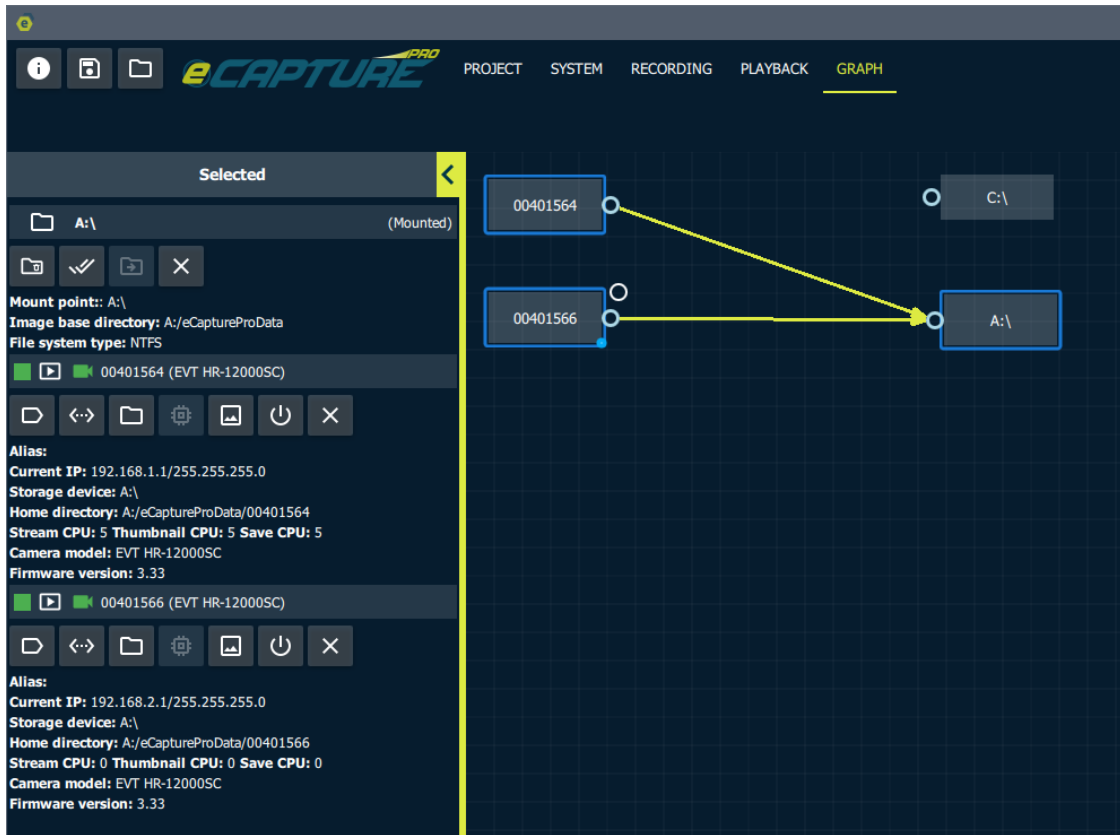 e
eCAPTURE PRO
PROJECT SYSTEM RECORDING PLAYBACK GRAPH
Selected
A:\ (Mounted)
Mount point:: A:\
Image base directory: A:/eCaptureProData
File system type: NTFS
00401564 (EVT HR-12000SC)
Alias:
Current IP: 192.168.1.1/255.255.255.0
Storage device: A:\
Home directory: A:/eCaptureProData/00401564
Stream CPU: 5 Thumbnail CPU: 5 Save CPU: 5
Camera model: EVT HR-12000SC
Firmware version: 3.33
00401566 (EVT HR-12000SC)
Alias:
Current IP: 192.168.2.1/255.255.255.0
Storage device: A:\
Home directory: A:/eCaptureProData/00401566
Stream CPU: 0 Thumbnail CPU: 0 Save CPU: 0
Camera model: EVT HR-12000SC
Firmware version: 3.33
00401564
C:\
00401566
A:\